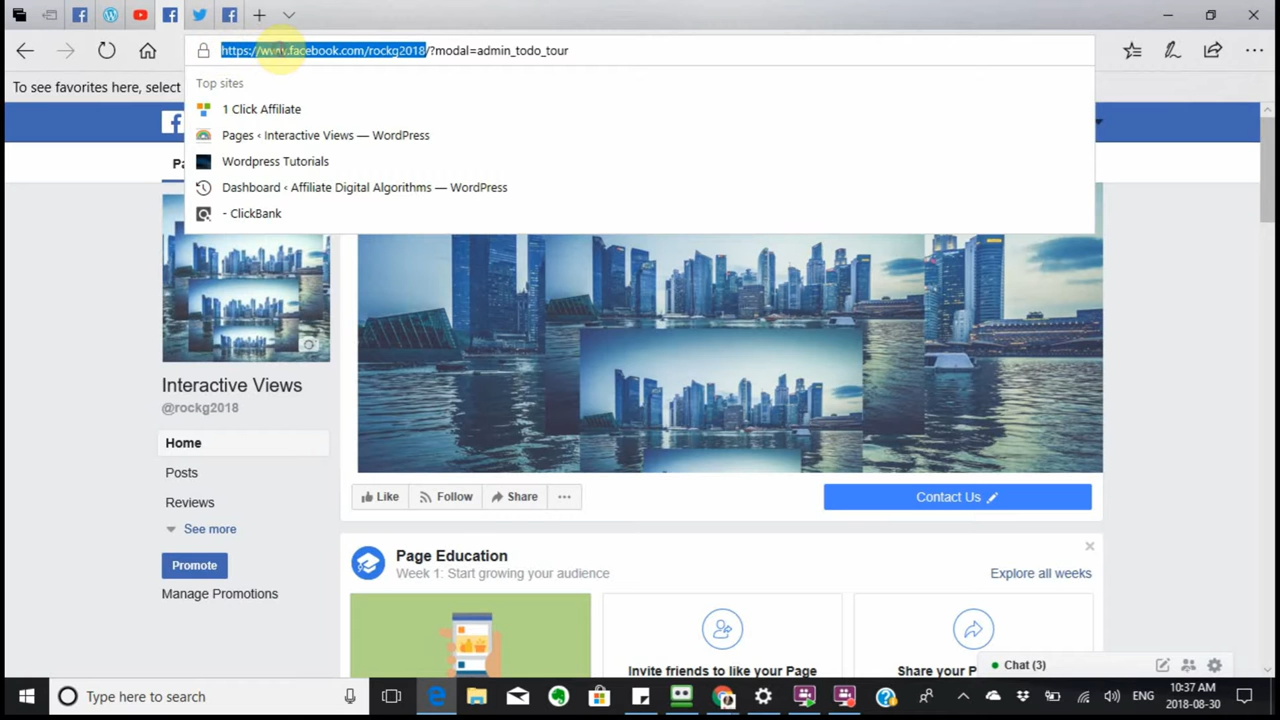 https://www.facebook.com/rockg2018/?modal=admin_todo_tour
To see favorites here, select
Top sites
1 Click Affiliate
Pages ‹ Interactive Views — WordPress
Wordpress Tutorials
Dashboard ‹ Affiliate Digital Algorithms — WordPress
- ClickBank
Interactive Views
@rockg2018
Home
Posts
Reviews
See more
Promote
Manage Promotions
Like
Follow
Share
Contact Us
Page Education
Week 1: Start growing your audience
Explore all weeks
Invite friends to like your Page
Share your P
Chat (3)
Type here to search
ENG
10:37 AM
2018-08-30